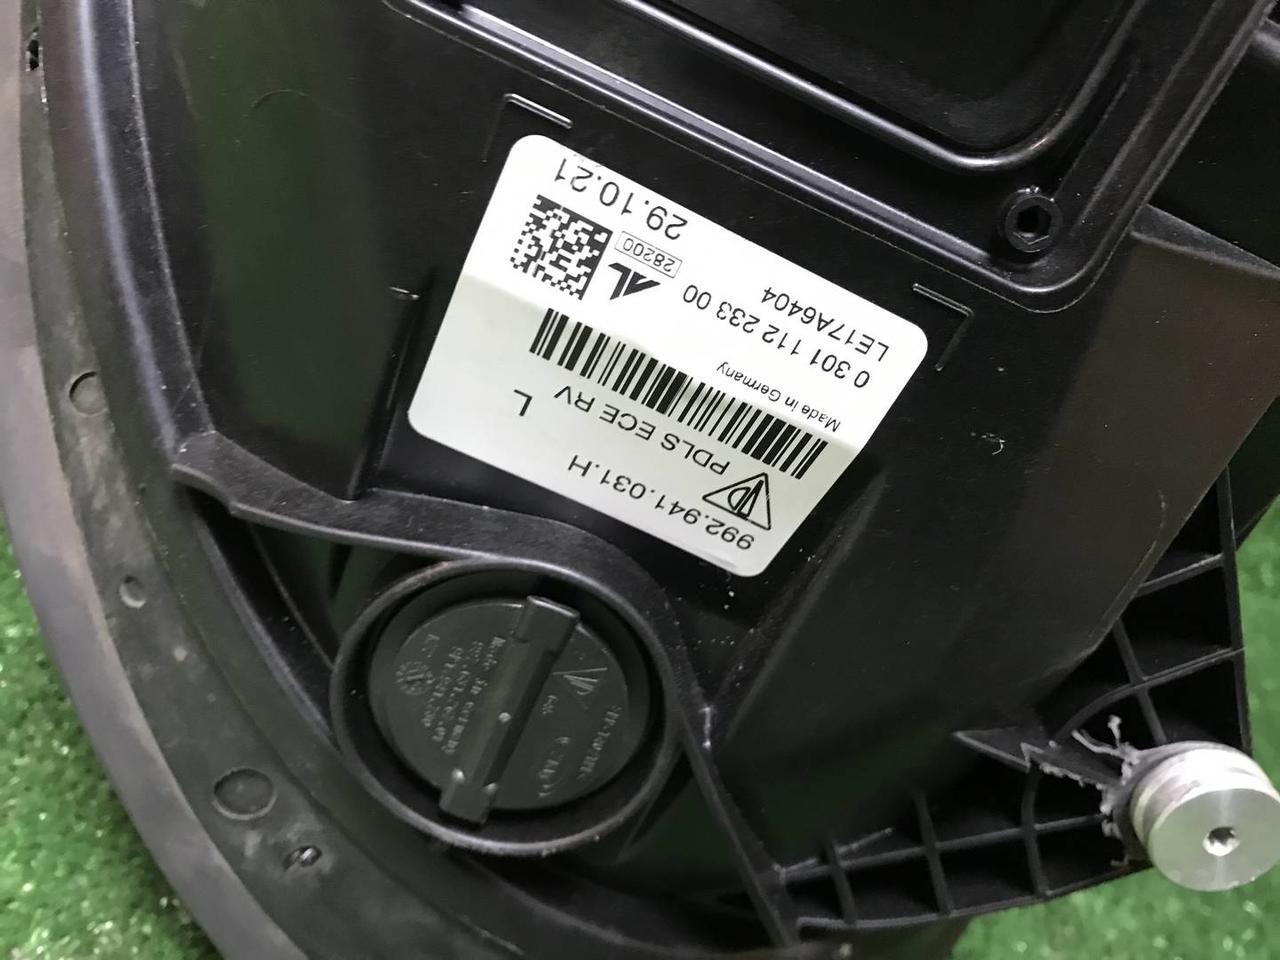 992.941.031.H
PDLS ECE RV
L
Made in Germany
0 301 112 233 00
LE17A6404
AL
28200
29.10.21